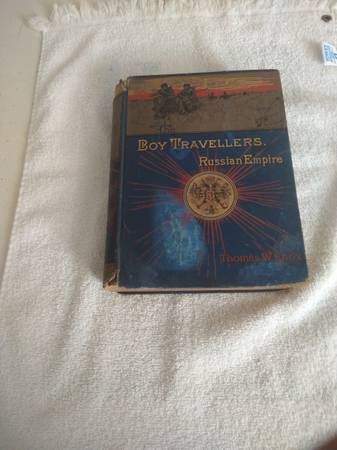 BOY TRAVELLERS.
Russian Empire
Thomas W. Knox